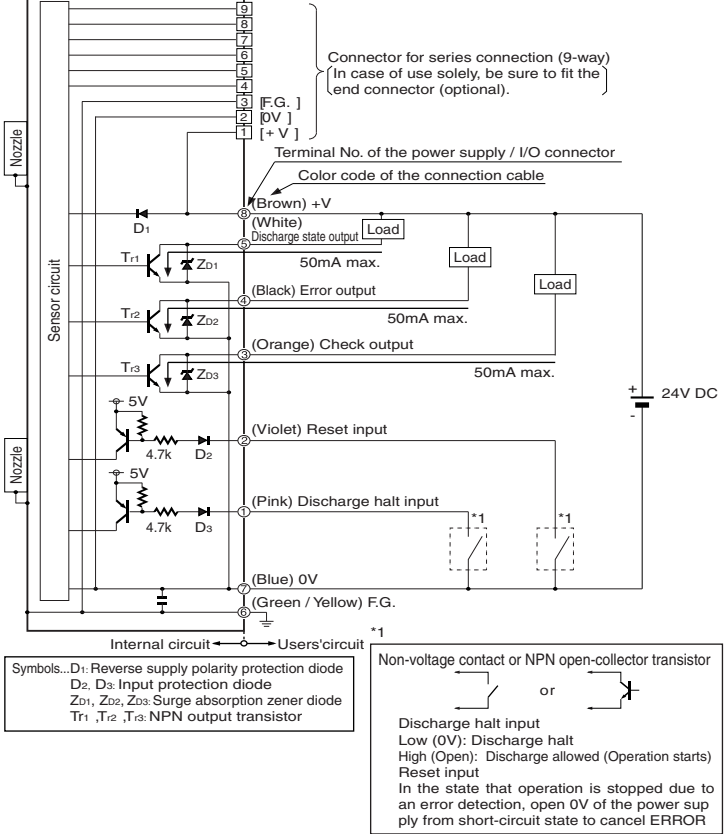 9
8
7
6
5
4
3 [F.G. ]
2 [0V ]
1 [+ V ]
Connector for series connection (9-way)
In case of use solely, be sure to fit the
end connector (optional).
Nozzle
Terminal No. of the power supply / I/O connector
Color code of the connection cable
8 (Brown) +V
D1
(White)
Discharge state output
5
Load
Tr1
ZD1
50mA max.
Load
4 (Black) Error output
Tr2
ZD2
50mA max.
Load
3 (Orange) Check output
Tr3
ZD3
50mA max.
Sensor circuit
+
-
24V DC
5V
4.7k
D2
2 (Violet) Reset input
Nozzle
5V
4.7k
D3
1 (Pink) Discharge halt input
*1
*1
7 (Blue) 0V
6 (Green / Yellow) F.G.
Internal circuit
Users'circuit
*1
Symbols...D1: Reverse supply polarity protection diode
D2, D3: Input protection diode
ZD1, ZD2, ZD3: Surge absorption zener diode
Tr1 ,Tr2 ,Tr3: NPN output transistor
Non-voltage contact or NPN open-collector transistor
or
Discharge halt input
Low (0V): Discharge halt
High (Open): Discharge allowed (Operation starts)
Reset input
In the state that operation is stopped due to
an error detection, open 0V of the power sup
ply from short-circuit state to cancel ERROR